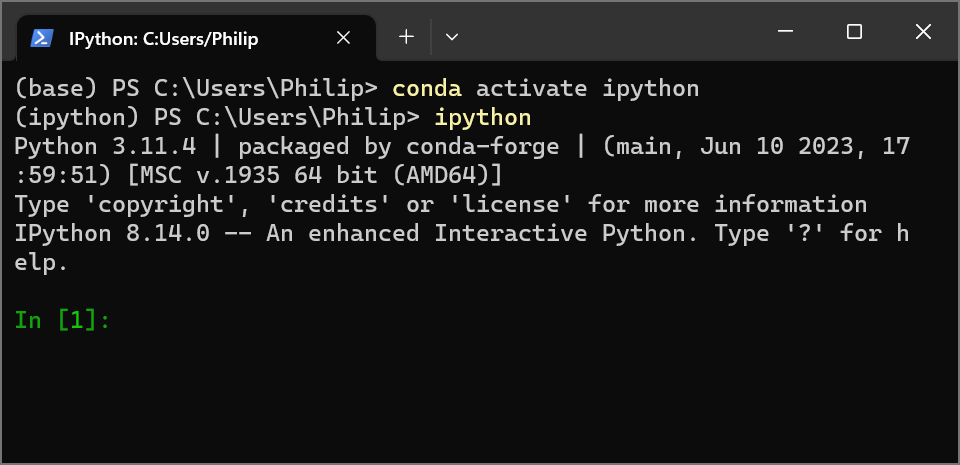 IPython: C:Users/Philip
(base) PS C:\Users\Philip> conda activate ipython
(ipython) PS C:\Users\Philip> ipython
Python 3.11.4 | packaged by conda-forge | (main, Jun 10 2023, 17
:59:51) [MSC v.1935 64 bit (AMD64)]
Type 'copyright', 'credits' or 'license' for more information
IPython 8.14.0 -- An enhanced Interactive Python. Type '?' for h
elp.
In [1]: